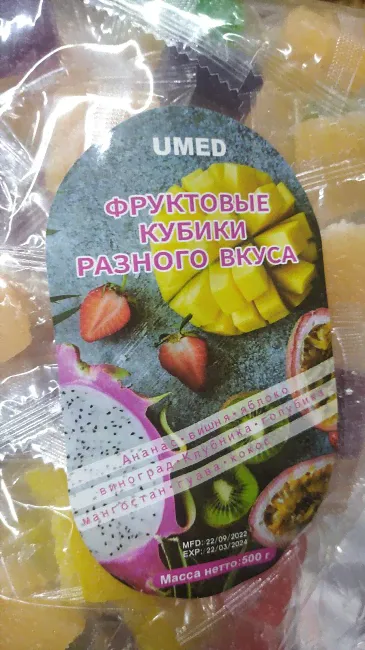 UMED
ФРУКТОВЫЕ
КУБИКИ
РАЗНОГО ВКУСА
Ананас·вишня·яблоко
виноград·Клубника·голубика
мангостан·гуава·кокос
MFD: 22/09/2022
EXP: 22/03/2024
Масса нетто:500 г